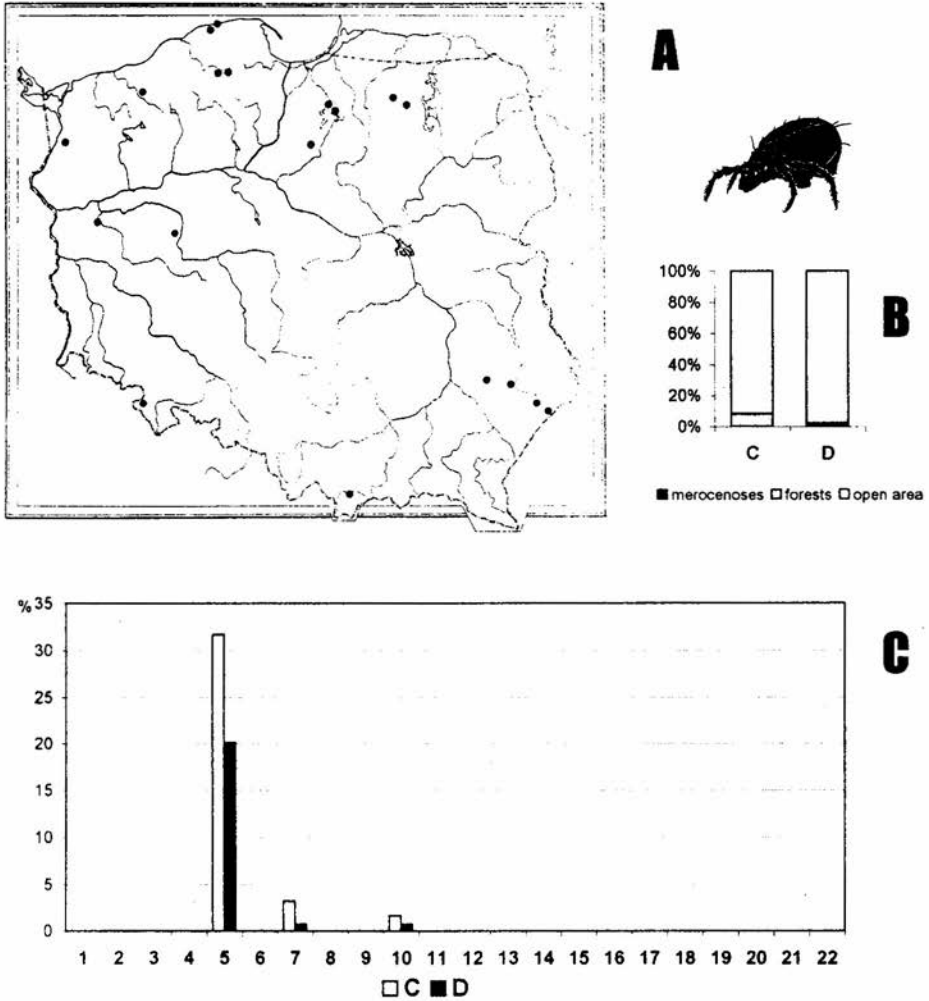 A
100%
80%
60%
40%
20%
0%
B
C D
■ merocenoses □ forests □ open area
% 35
30
25
20
15
10
5
0
C
1 2 3 4 5 6 7 8 9 10 11 12 13 14 15 16 17 18 19 20 21 22
□ C ■ D